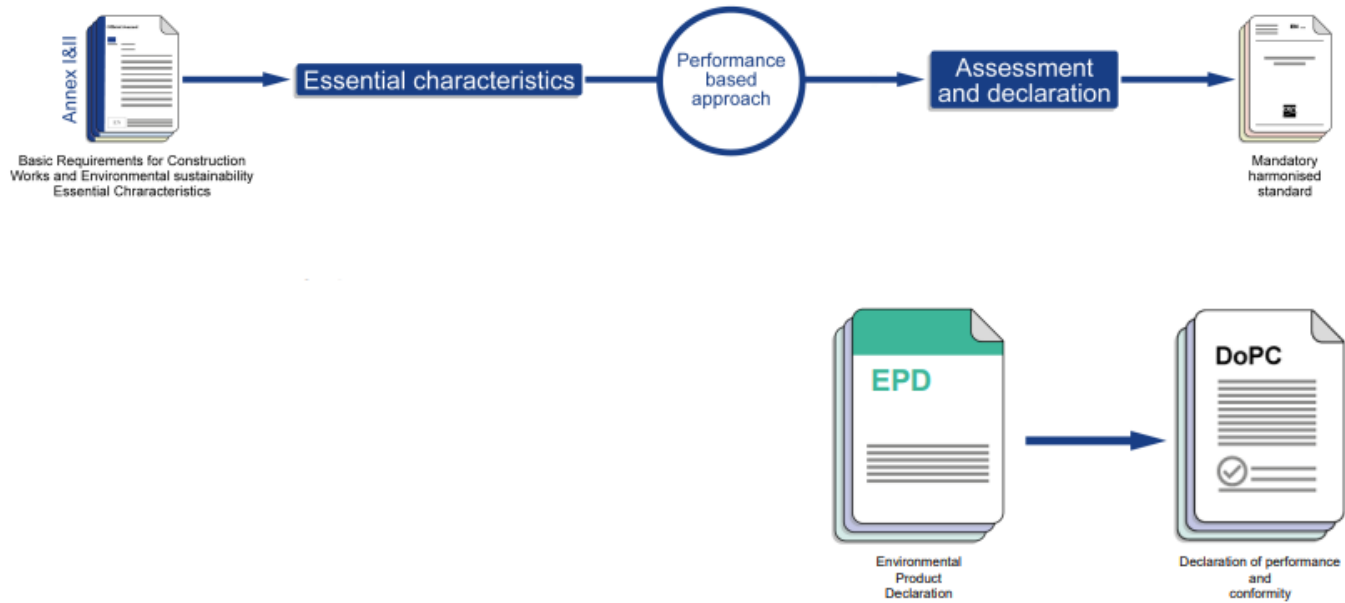 Annex I&II
Basic Requirements for Construction
Works and Environmental sustainability
Essential Chraracteristics
Essential characteristics
Performance
based
approach
Assessment
and declaration
Mandatory
harmonised
standard
EPD
Environmental
Product
Declaration
DoPC
Declaration of performance
and
conformity